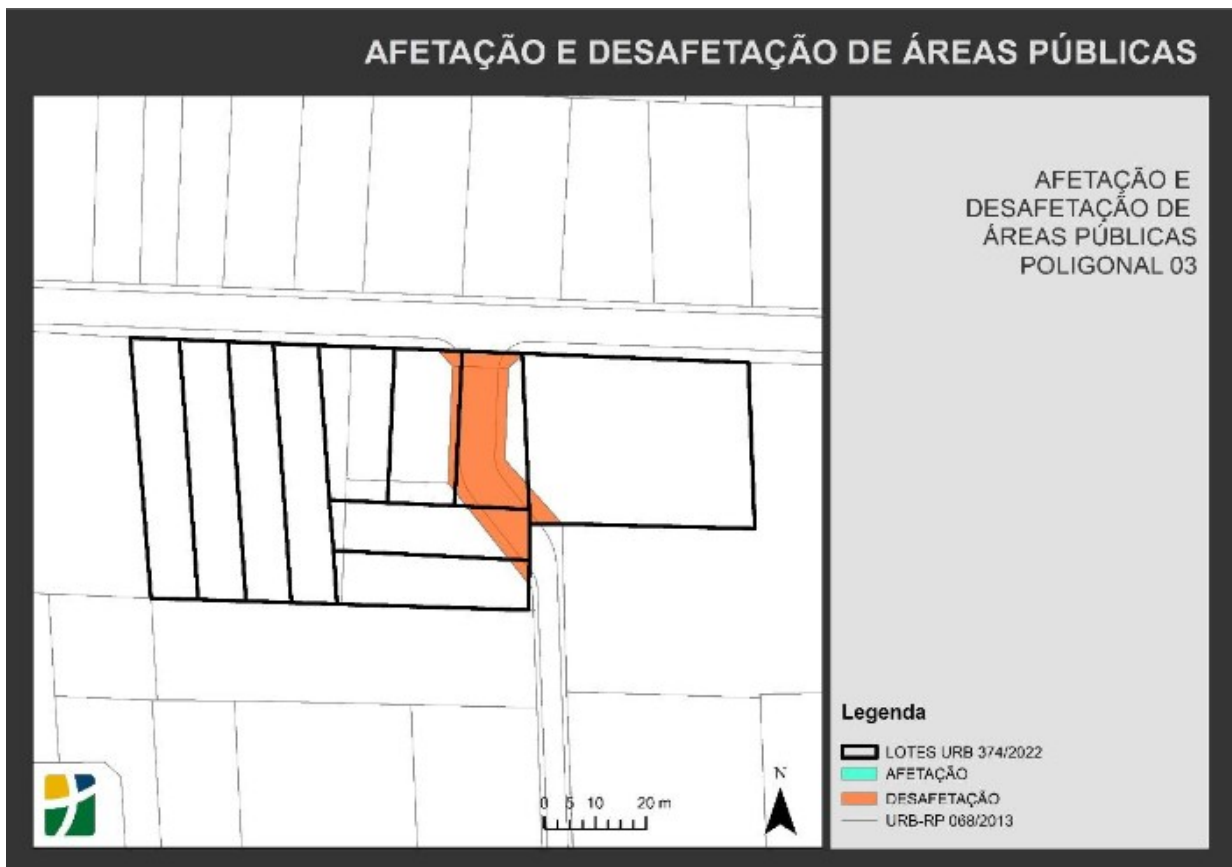 AFETAÇÃO E DESAFETAÇÃO DE ÁREAS PÚBLICAS
AFETAÇÃO E
DESAFETAÇÃO DE
ÁREAS PÚBLICAS
POLIGONAL 03
Legenda
LOTES URB 374/2022
AFETAÇÃO
DESAFETAÇÃO
URB-RP 068/2013
N
0 5 10 20 m